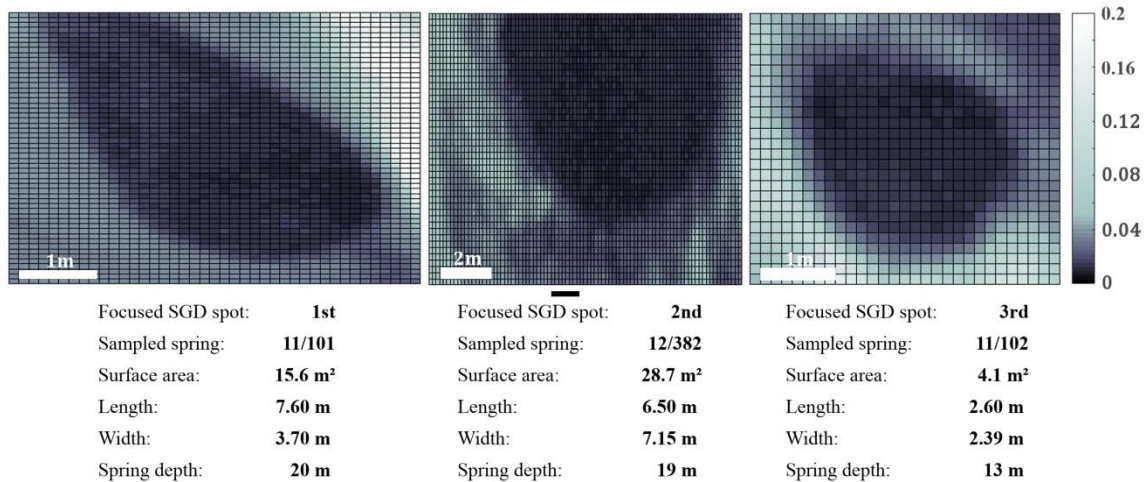 0.2
0.16
0.12
0.08
0.04
0
1m
2m
1m
Focused SGD spot: 1st
Sampled spring: 11/101
Surface area: 15.6 m²
Length: 7.60 m
Width: 3.70 m
Spring depth: 20 m
Focused SGD spot: 2nd
Sampled spring: 12/382
Surface area: 28.7 m²
Length: 6.50 m
Width: 7.15 m
Spring depth: 19 m
Focused SGD spot: 3rd
Sampled spring: 11/102
Surface area: 4.1 m²
Length: 2.60 m
Width: 2.39 m
Spring depth: 13 m